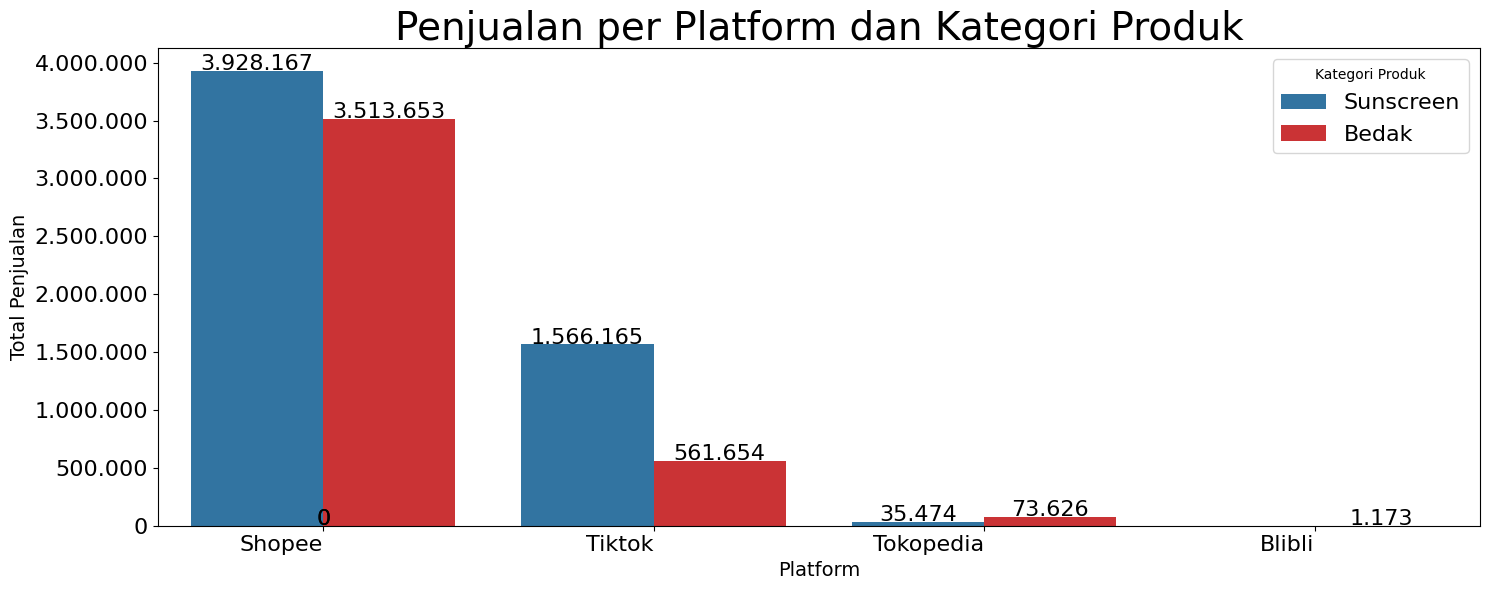 Penjualan per Platform dan Kategori Produk
Kategori Produk
Sunscreen
Bedak
Total Penjualan
4.000.000
3.500.000
3.000.000
2.500.000
2.000.000
1.500.000
1.000.000
500.000
0
3.928.167
3.513.653
1.566.165
561.654
35.474
73.626
1.173
0
Shopee
Tiktok
Tokopedia
Blibli
Platform